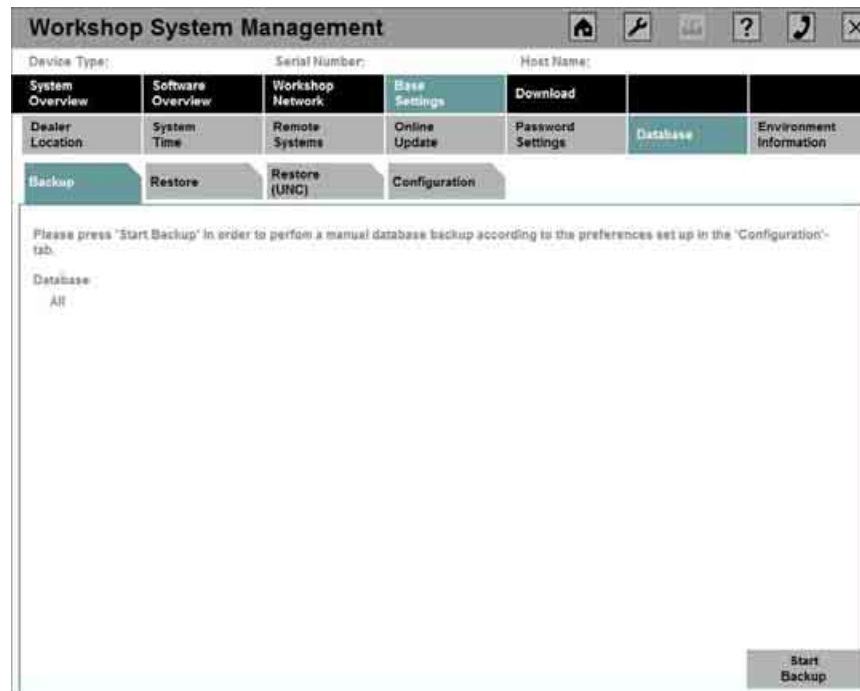 Workshop System Management
?
Device Type: Serial Number: Host Name:
System Overview
Software Overview
Workshop Network
Base Settings
Download
Dealer Location
System Time
Remote Systems
Online Update
Password Settings
Database
Environment Information
Backup
Restore
Restore (UNC)
Configuration
Please press 'Start Backup' in order to perfom a manual database backup according to the preferences set up in the 'Configuration'-
tab.
Database
All
Start
Backup